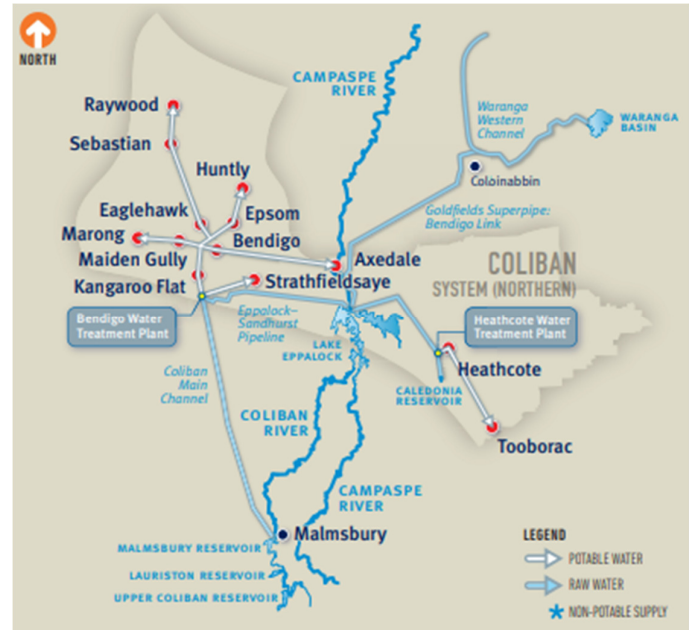 NORTH
CAMPASPE
RIVER
Raywood
Sebastian
Huntly
Eaglehawk
Epsom
Marong
Bendigo
Maiden Gully
Kangaroo Flat
Axedale
Strathfieldsaye
Waranga
Western
Channel
WARANGA
BASIN
Coloinabbin
Goldfields Superpipe:
Bendigo Link
COLIBAN
SYSTEM (NORTHERN)
Bendigo Water
Treatment Plant
Eppalock–
Sandhurst
Pipeline
Heathcote Water
Treatment Plant
LAKE
EPPALOCK
Heathcote
CALEDONIA
RESERVOIR
Coliban
Main
Channel
COLIBAN
RIVER
Tooborac
CAMPASPE
RIVER
Malmsbury
MALMSBURY RESERVOIR
LAURISTON RESERVOIR
UPPER COLIBAN RESERVOIR
LEGEND
POTABLE WATER
RAW WATER
NON-POTABLE SUPPLY